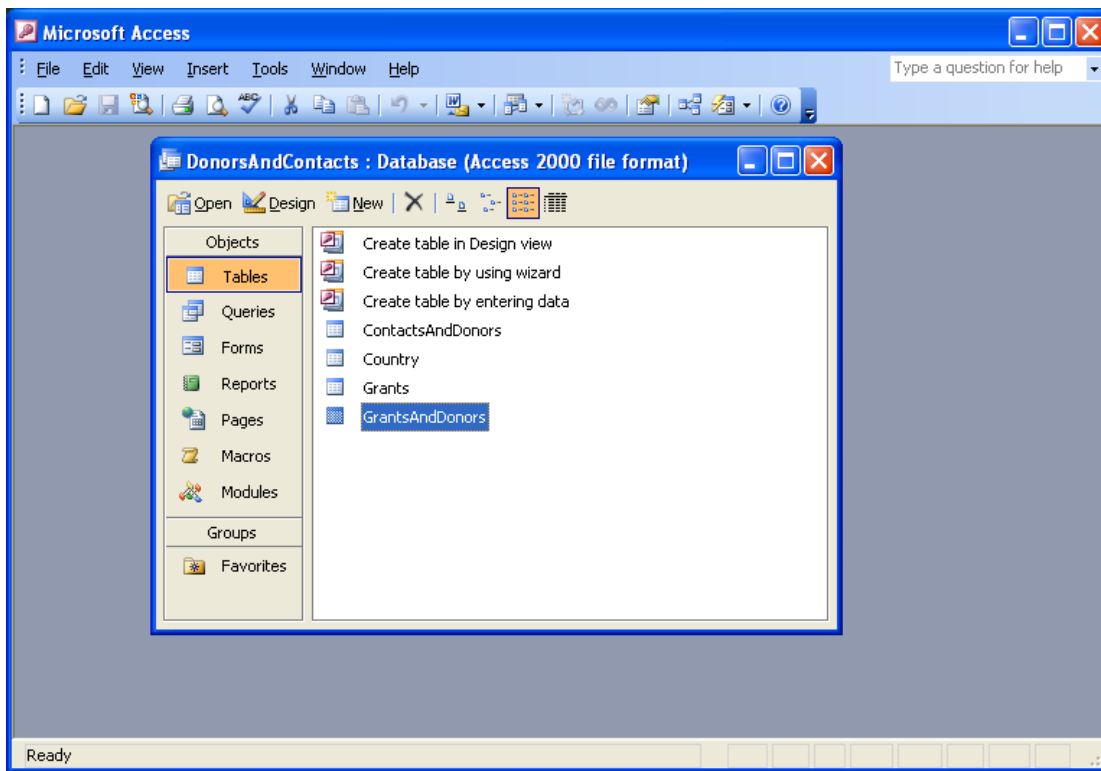 Microsoft Access
File Edit View Insert Tools Window Help Type a question for help
ABC W
DonorsAndContacts : Database (Access 2000 file format)
Open Design New
Objects
Tables
Queries
Forms
Reports
Pages
Macros
Modules
Groups
Favorites
Create table in Design view
Create table by using wizard
Create table by entering data
ContactsAndDonors
Country
Grants
GrantsAndDonors
Ready